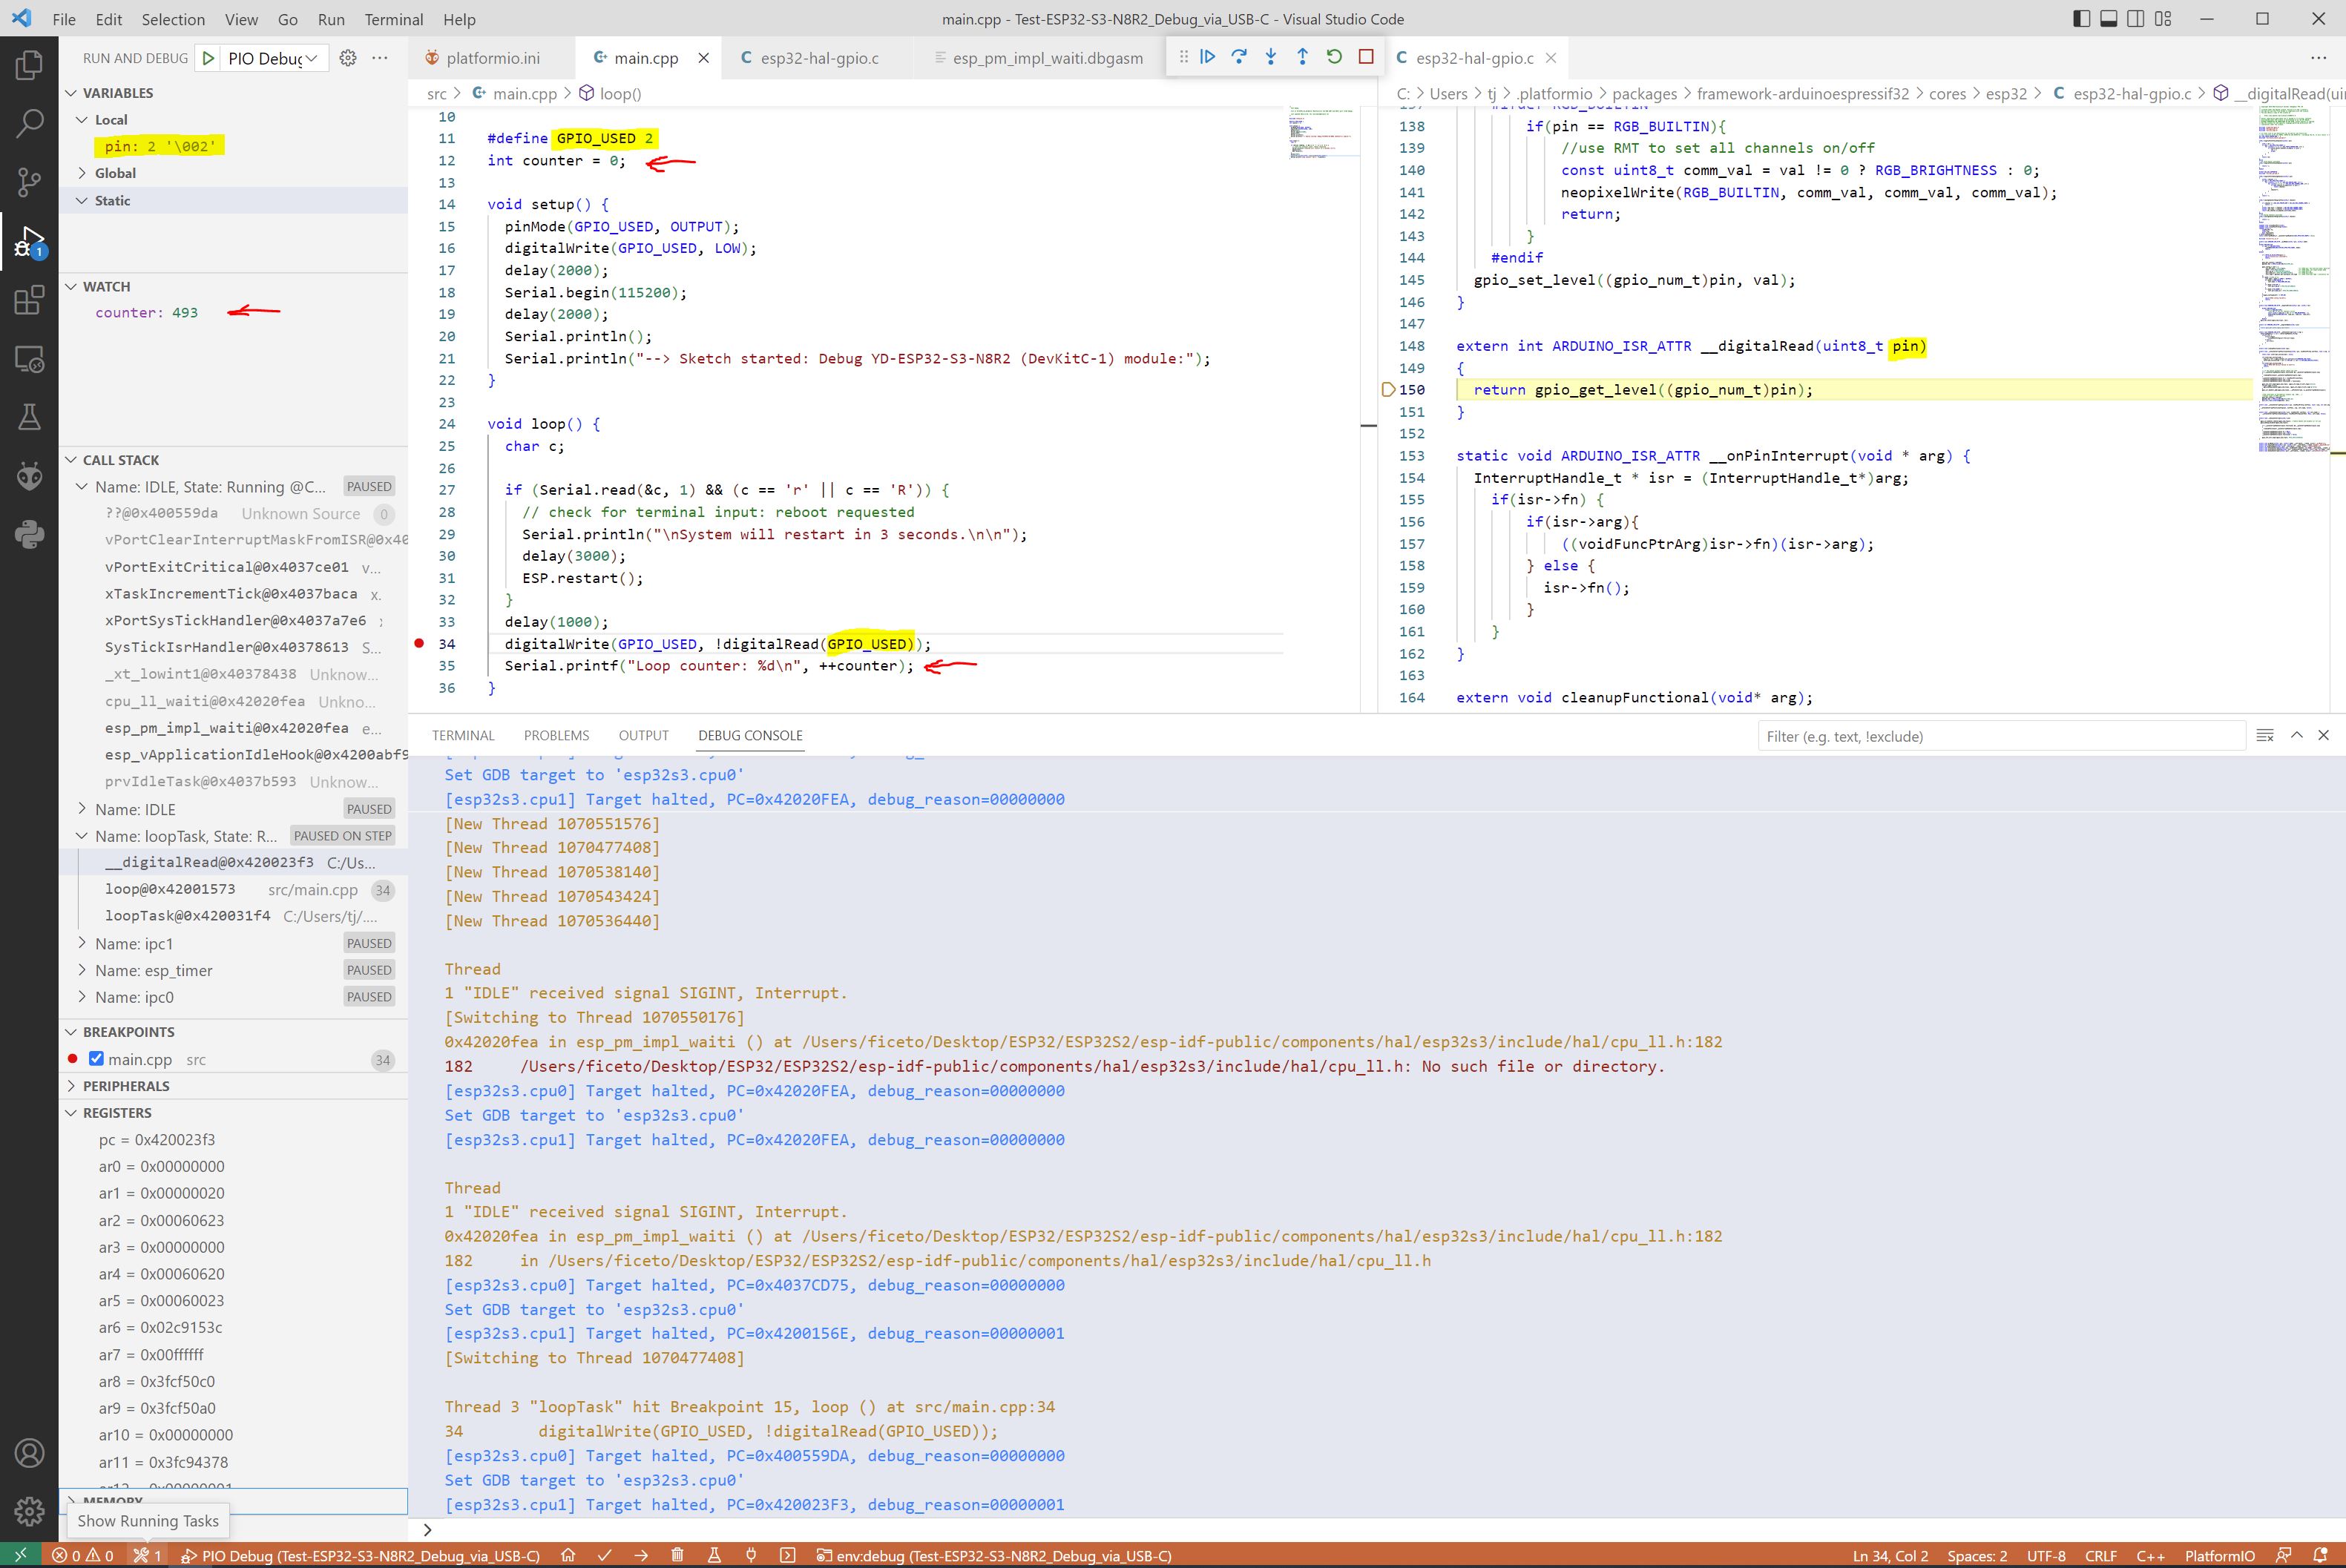 File Edit Selection View Go Run Terminal Help
main.cpp - Test-ESP32-S3-N8R2_Debug_via_USB-C - Visual Studio Code
RUN AND DEBUG
PIO Debug
VARIABLES
Local
pin: 2 '\002'
Global
Static
1
WATCH
counter: 493
CALL STACK
Name: IDLE, State: Running @C... PAUSED
??@0x400559da Unknown Source 0
vPortClearInterruptMaskFromISR@0x40
vPortExitCritical@0x4037ce01 v...
xTaskIncrementTick@0x4037baca x.
xPortSysTickHandler@0x4037a7e6
SysTickIsrHandler@0x40378613 S...
_xt_lowint1@0x40378438 Unknow...
cpu_ll_waiti@0x42020fea Unkno...
esp_pm_impl_waiti@0x42020fea e...
esp_vApplicationIdleHook@0x4200abf9
prvIdleTask@0x4037b593 Unknow...
Name: IDLE PAUSED
Name: loopTask, State: R... PAUSED ON STEP
__digitalRead@0x420023f3 C:/Us...
loop@0x42001573 src/main.cpp 34
loopTask@0x420031f4 C:/Users/tj/....
Name: ipc1 PAUSED
Name: esp_timer PAUSED
Name: ipc0 PAUSED
BREAKPOINTS
main.cpp src 34
PERIPHERALS
REGISTERS
pc = 0x420023f3
ar0 = 0x00000000
ar1 = 0x00000020
ar2 = 0x00060623
ar3 = 0x00000000
ar4 = 0x00060620
ar5 = 0x00060023
ar6 = 0x02c9153c
ar7 = 0x00ffffff
ar8 = 0x3fcf50c0
ar9 = 0x3fcf50a0
ar10 = 0x00000000
ar11 = 0x3fc94378
ar12 = 0x00000001
MEMORY
Show Running Tasks
platformio.ini main.cpp esp32-hal-gpio.c esp_pm_impl_waiti.dbgasm
src > main.cpp > loop()
10
11 #define GPIO_USED 2
12 int counter = 0;
13
14 void setup() {
15 pinMode(GPIO_USED, OUTPUT);
16 digitalWrite(GPIO_USED, LOW);
17 delay(2000);
18 Serial.begin(115200);
19 delay(2000);
20 Serial.println();
21 Serial.println("--> Sketch started: Debug YD-ESP32-S3-N8R2 (DevKitC-1) module:");
22 }
23
24 void loop() {
25 char c;
26
27 if (Serial.read(&c, 1) && (c == 'r' || c == 'R')) {
28 // check for terminal input: reboot requested
29 Serial.println("\nSystem will restart in 3 seconds.\n\n");
30 delay(3000);
31 ESP.restart();
32 }
33 delay(1000);
34 digitalWrite(GPIO_USED, !digitalRead(GPIO_USED));
35 Serial.printf("Loop counter: %d\n", ++counter);
36 }
esp32-hal-gpio.c
C: > Users > tj > .platformio > packages > framework-arduinoespressif32 > cores > esp32 > esp32-hal-gpio.c > __digitalRead(ui
137 #ifdef RGB_BUILTIN
138 if(pin == RGB_BUILTIN){
139 //use RMT to set all channels on/off
140 const uint8_t comm_val = val != 0 ? RGB_BRIGHTNESS : 0;
141 neopixelWrite(RGB_BUILTIN, comm_val, comm_val, comm_val);
142 return;
143 }
144 #endif
145 gpio_set_level((gpio_num_t)pin, val);
146 }
147
148 extern int ARDUINO_ISR_ATTR __digitalRead(uint8_t pin)
149 {
150 return gpio_get_level((gpio_num_t)pin);
151 }
152
153 static void ARDUINO_ISR_ATTR __onPinInterrupt(void * arg) {
154 InterruptHandle_t * isr = (InterruptHandle_t*)arg;
155 if(isr->fn) {
156 if(isr->arg){
157 ((voidFuncPtrArg)isr->fn)(isr->arg);
158 } else {
159 isr->fn();
160 }
161 }
162 }
163
164 extern void cleanupFunctional(void* arg);
TERMINAL PROBLEMS OUTPUT DEBUG CONSOLE
Filter (e.g. text, !exclude)
Set GDB target to 'esp32s3.cpu0'
[esp32s3.cpu1] Target halted, PC=0x42020FEA, debug_reason=00000000
[New Thread 1070551576]
[New Thread 1070477408]
[New Thread 1070538140]
[New Thread 1070543424]
[New Thread 1070536440]
Thread
1 "IDLE" received signal SIGINT, Interrupt.
[Switching to Thread 1070550176]
0x42020fea in esp_pm_impl_waiti () at /Users/ficeto/Desktop/ESP32/ESP32S2/esp-idf-public/components/hal/esp32s3/include/hal/cpu_ll.h:182
182 /Users/ficeto/Desktop/ESP32/ESP32S2/esp-idf-public/components/hal/esp32s3/include/hal/cpu_ll.h: No such file or directory.
[esp32s3.cpu0] Target halted, PC=0x42020FEA, debug_reason=00000000
Set GDB target to 'esp32s3.cpu0'
[esp32s3.cpu1] Target halted, PC=0x42020FEA, debug_reason=00000000
Thread
1 "IDLE" received signal SIGINT, Interrupt.
0x42020fea in esp_pm_impl_waiti () at /Users/ficeto/Desktop/ESP32/ESP32S2/esp-idf-public/components/hal/esp32s3/include/hal/cpu_ll.h:182
182 in /Users/ficeto/Desktop/ESP32/ESP32S2/esp-idf-public/components/hal/esp32s3/include/hal/cpu_ll.h
[esp32s3.cpu0] Target halted, PC=0x4037CD75, debug_reason=00000000
Set GDB target to 'esp32s3.cpu0'
[esp32s3.cpu1] Target halted, PC=0x4200156E, debug_reason=00000001
[Switching to Thread 1070477408]
Thread 3 "loopTask" hit Breakpoint 15, loop () at src/main.cpp:34
34 digitalWrite(GPIO_USED, !digitalRead(GPIO_USED));
[esp32s3.cpu0] Target halted, PC=0x400559DA, debug_reason=00000000
Set GDB target to 'esp32s3.cpu0'
[esp32s3.cpu1] Target halted, PC=0x420023F3, debug_reason=00000001
>
0 0 1 PIO Debug (Test-ESP32-S3-N8R2_Debug_via_USB-C) env:debug (Test-ESP32-S3-N8R2_Debug_via_USB-C) Ln 34, Col 2 Spaces: 2 UTF-8 CRLF C++ PlatformIO